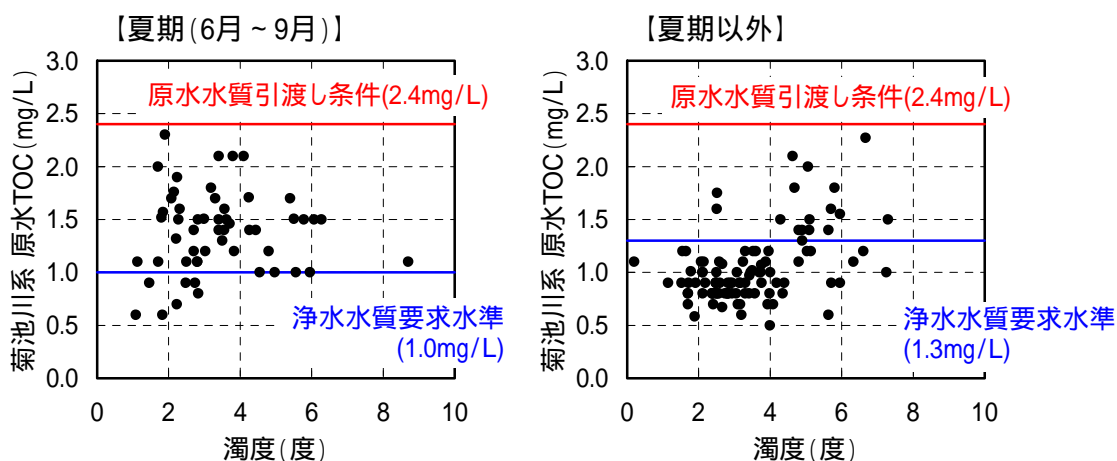 【夏期(6月~9月)】
3.0
2.5
2.0
1.5
1.0
0.5
0.0
菊池川系 原水TOC(mg/L)
原水水質引渡し条件(2.4mg/L)
浄水水質要求水準
(1.0mg/L)
0 2 4 6 8 10
濁度(度)
【夏期以外】
3.0
2.5
2.0
1.5
1.0
0.5
0.0
菊池川系 原水TOC(mg/L)
原水水質引渡し条件(2.4mg/L)
浄水水質要求水準
(1.3mg/L)
0 2 4 6 8 10
濁度(度)